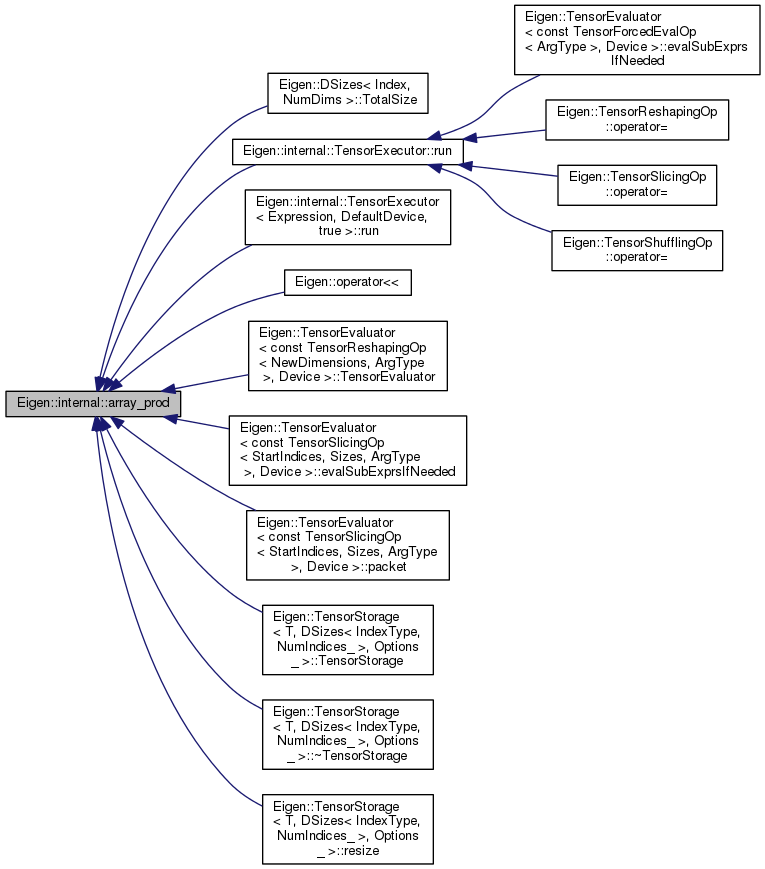 Eigen::TensorEvaluator
< const TensorForcedEvalOp
< ArgType >, Device >::evalSubExprs
IfNeeded
Eigen::DSizes< Index,
NumDims >::TotalSize
Eigen::TensorReshapingOp
::operator=
Eigen::internal::TensorExecutor::run
Eigen::TensorSlicingOp
::operator=
Eigen::internal::TensorExecutor
< Expression, DefaultDevice,
true >::run
Eigen::TensorShufflingOp
::operator=
Eigen::operator<<
Eigen::TensorEvaluator
< const TensorReshapingOp
< NewDimensions, ArgType
>, Device >::TensorEvaluator
Eigen::internal::array_prod
Eigen::TensorEvaluator
< const TensorSlicingOp
< StartIndices, Sizes, ArgType
>, Device >::evalSubExprsIfNeeded
Eigen::TensorEvaluator
< const TensorSlicingOp
< StartIndices, Sizes, ArgType
>, Device >::packet
Eigen::TensorStorage
< T, DSizes< IndexType,
NumIndices_ >, Options
_ >::TensorStorage
Eigen::TensorStorage
< T, DSizes< IndexType,
NumIndices_ >, Options
_ >::~TensorStorage
Eigen::TensorStorage
< T, DSizes< IndexType,
NumIndices_ >, Options
_ >::resize